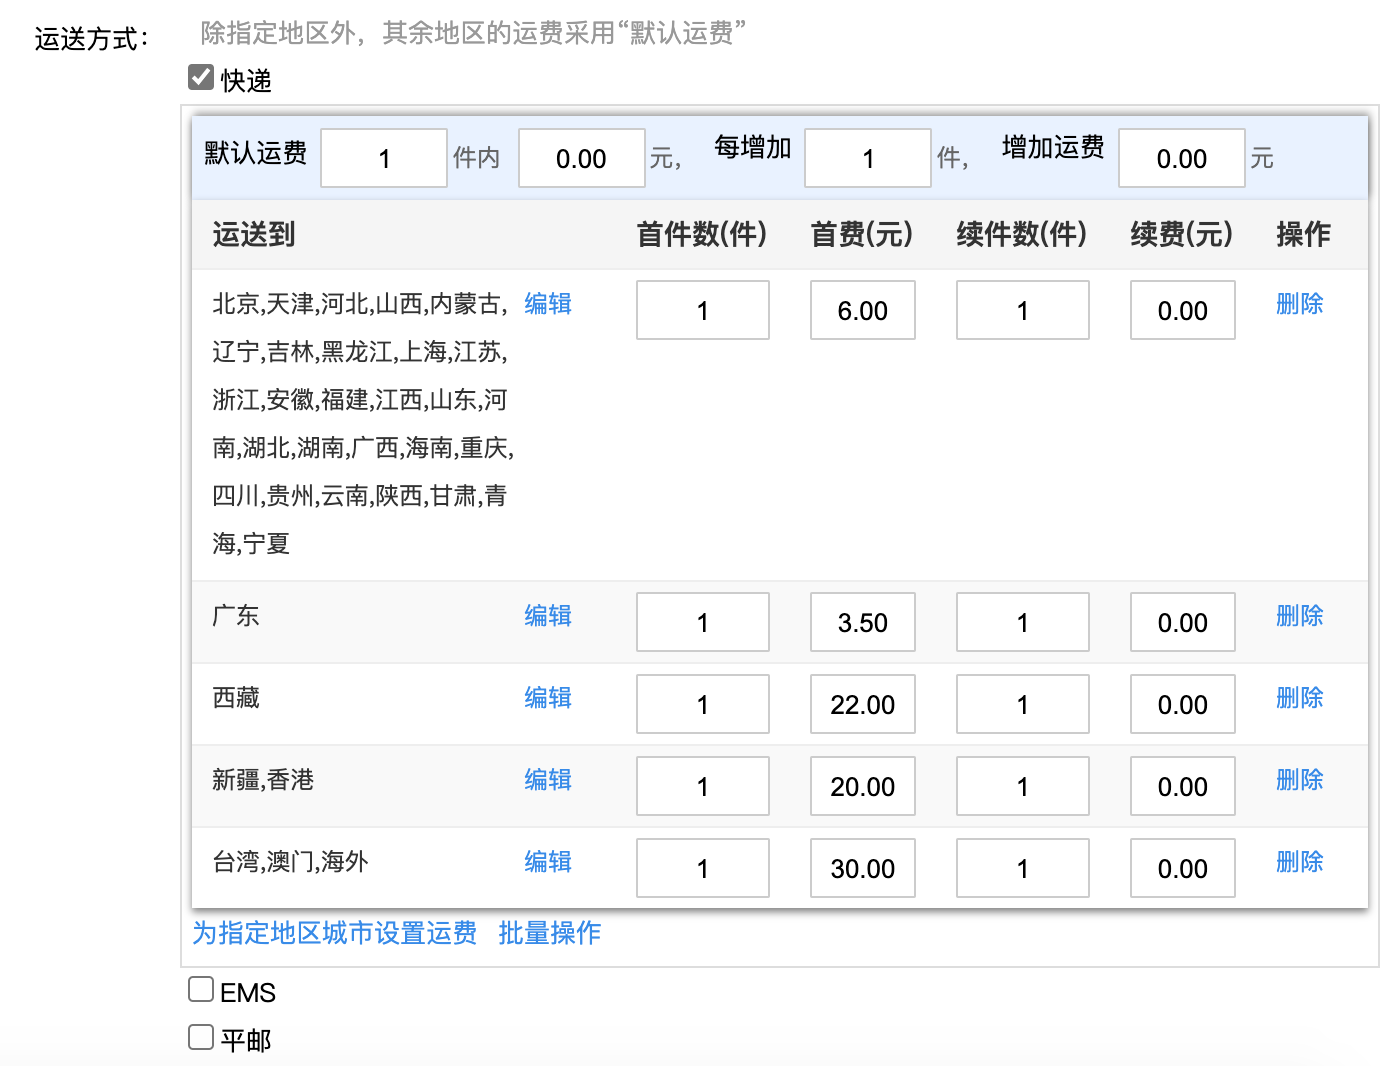 运送方式：
除指定地区外，其余地区的运费采用“默认运费”
快递
默认运费 1 件内 0.00 元， 每增加 1 件， 增加运费 0.00 元
运送到 首件数(件) 首费(元) 续件数(件) 续费(元) 操作
北京,天津,河北,山西,内蒙古, 编辑 1 6.00 1 0.00 删除
辽宁,吉林,黑龙江,上海,江苏,
浙江,安徽,福建,江西,山东,河
南,湖北,湖南,广西,海南,重庆,
四川,贵州,云南,陕西,甘肃,青
海,宁夏
广东 编辑 1 3.50 1 0.00 删除
西藏 编辑 1 22.00 1 0.00 删除
新疆,香港 编辑 1 20.00 1 0.00 删除
台湾,澳门,海外 编辑 1 30.00 1 0.00 删除
为指定地区城市设置运费 批量操作
EMS
平邮